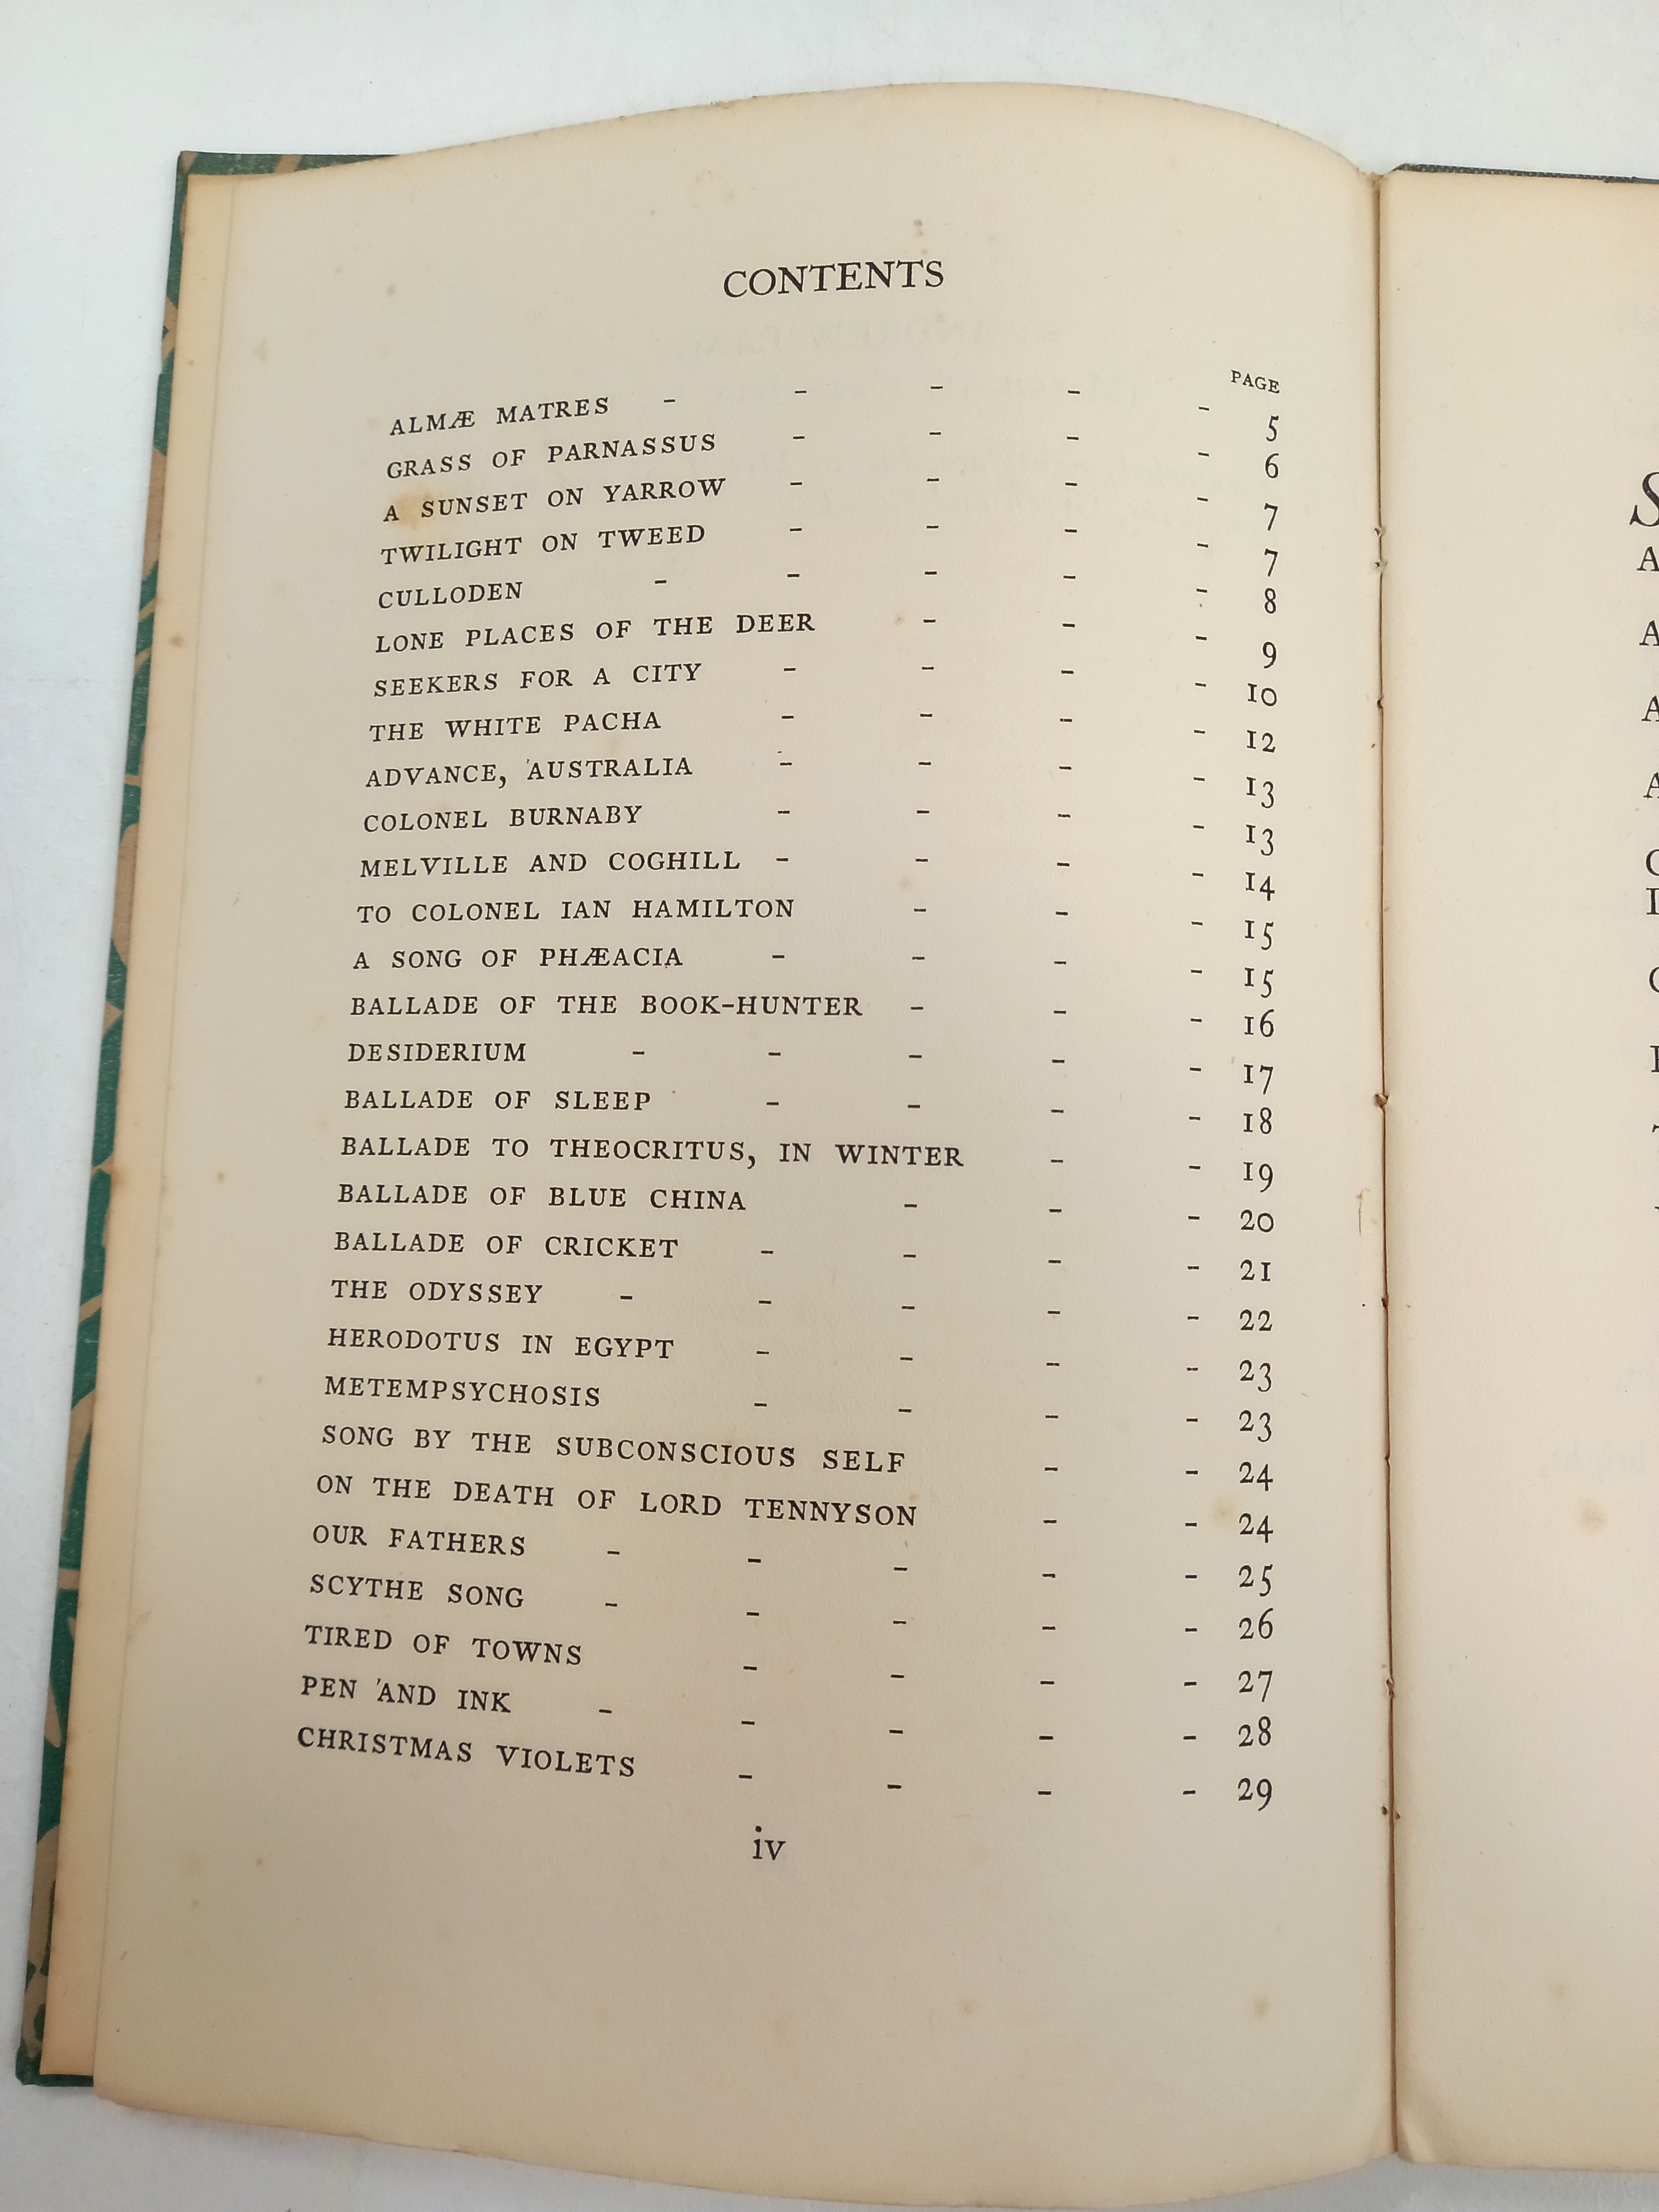 CONTENTS
PAGE
ALMÆ MATRES - - - - - 5
GRASS OF PARNASSUS - - - - 6
A SUNSET ON YARROW - - - - 7
TWILIGHT ON TWEED - - - - 7
CULLODEN - - - - - 8
LONE PLACES OF THE DEER - - - 9
SEEKERS FOR A CITY - - - - 10
THE WHITE PACHA - - - - 12
ADVANCE, AUSTRALIA - - - - 13
COLONEL BURNABY - - - - 13
MELVILLE AND COGHILL - - - - 14
TO COLONEL IAN HAMILTON - - - 15
A SONG OF PHÆACIA - - - - 15
BALLADE OF THE BOOK-HUNTER - - - 16
DESIDERIUM - - - - - 17
BALLADE OF SLEEP - - - - 18
BALLADE TO THEOCRITUS, IN WINTER - - 19
BALLADE OF BLUE CHINA - - - 20
BALLADE OF CRICKET - - - - 21
THE ODYSSEY - - - - - 22
HERODOTUS IN EGYPT - - - - 23
METEMPSYCHOSIS - - - - 23
SONG BY THE SUBCONSCIOUS SELF - - 24
ON THE DEATH OF LORD TENNYSON - - 24
OUR FATHERS - - - - - 25
SCYTHE SONG - - - - - 26
TIRED OF TOWNS - - - - 27
PEN AND INK - - - - - 28
CHRISTMAS VIOLETS - - - - 29
iv